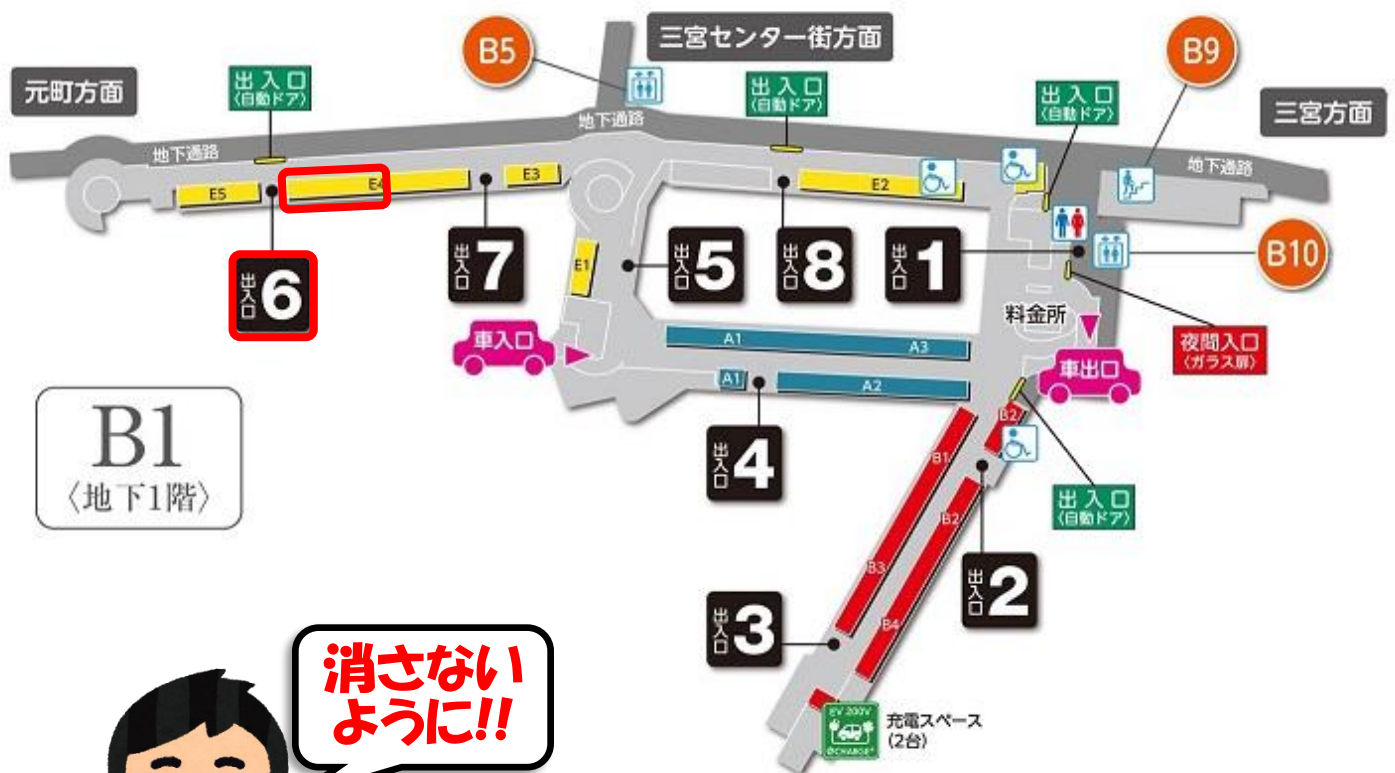 B5
三宮センター街方面
B9
元町方面
出入口
〈自動ドア〉
出入口
〈自動ドア〉
出入口
〈自動ドア〉
三宮方面
地下通路
地下通路
地下通路
E5
E4
E3
E2
出入口6
出入口7
E1
出入口5
出入口8
出入口1
B10
料金所
車入口
A1
A3
夜間入口
〈ガラス扉〉
車出口
A1
A2
B1
〈地下1階〉
出入口4
B2
B1
出入口
〈自動ドア〉
B2
B3
出入口2
出入口3
B4
消さない
ように!!
EV 200V
充電スペース
(2台)